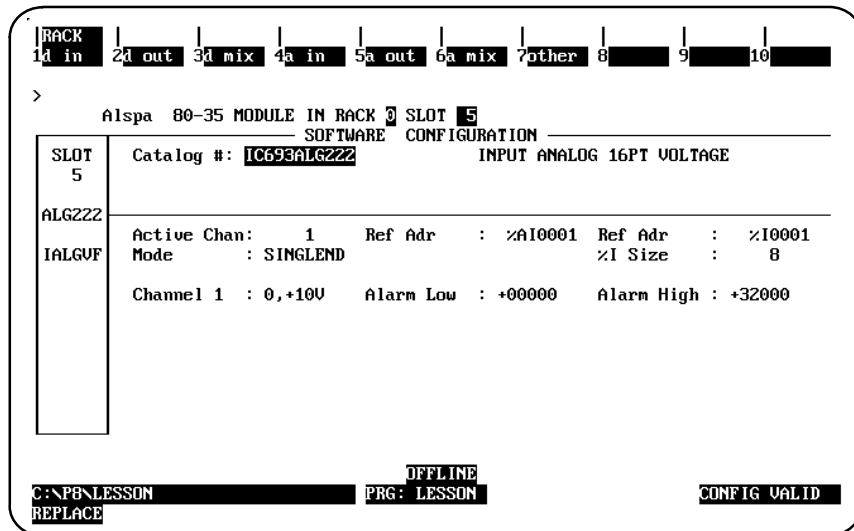 RACK
1d in 2d out 3d mix 4a in 5a out 6a mix 7other 8 9 10
>
Alspa 80-35 MODULE IN RACK 0 SLOT 5
SOFTWARE CONFIGURATION
SLOT Catalog #: IC693ALG222 INPUT ANALOG 16PT VOLTAGE
5
ALG222
Active Chan: 1 Ref Adr : %AI0001 Ref Adr : %I0001
IALGVF Mode : SINGLEND %I Size : 8
Channel 1 : 0,+10V Alarm Low : +00000 Alarm High : +32000
OFFLINE
C:\P8\LESSON PRG: LESSON CONFIG VALID
REPLACE